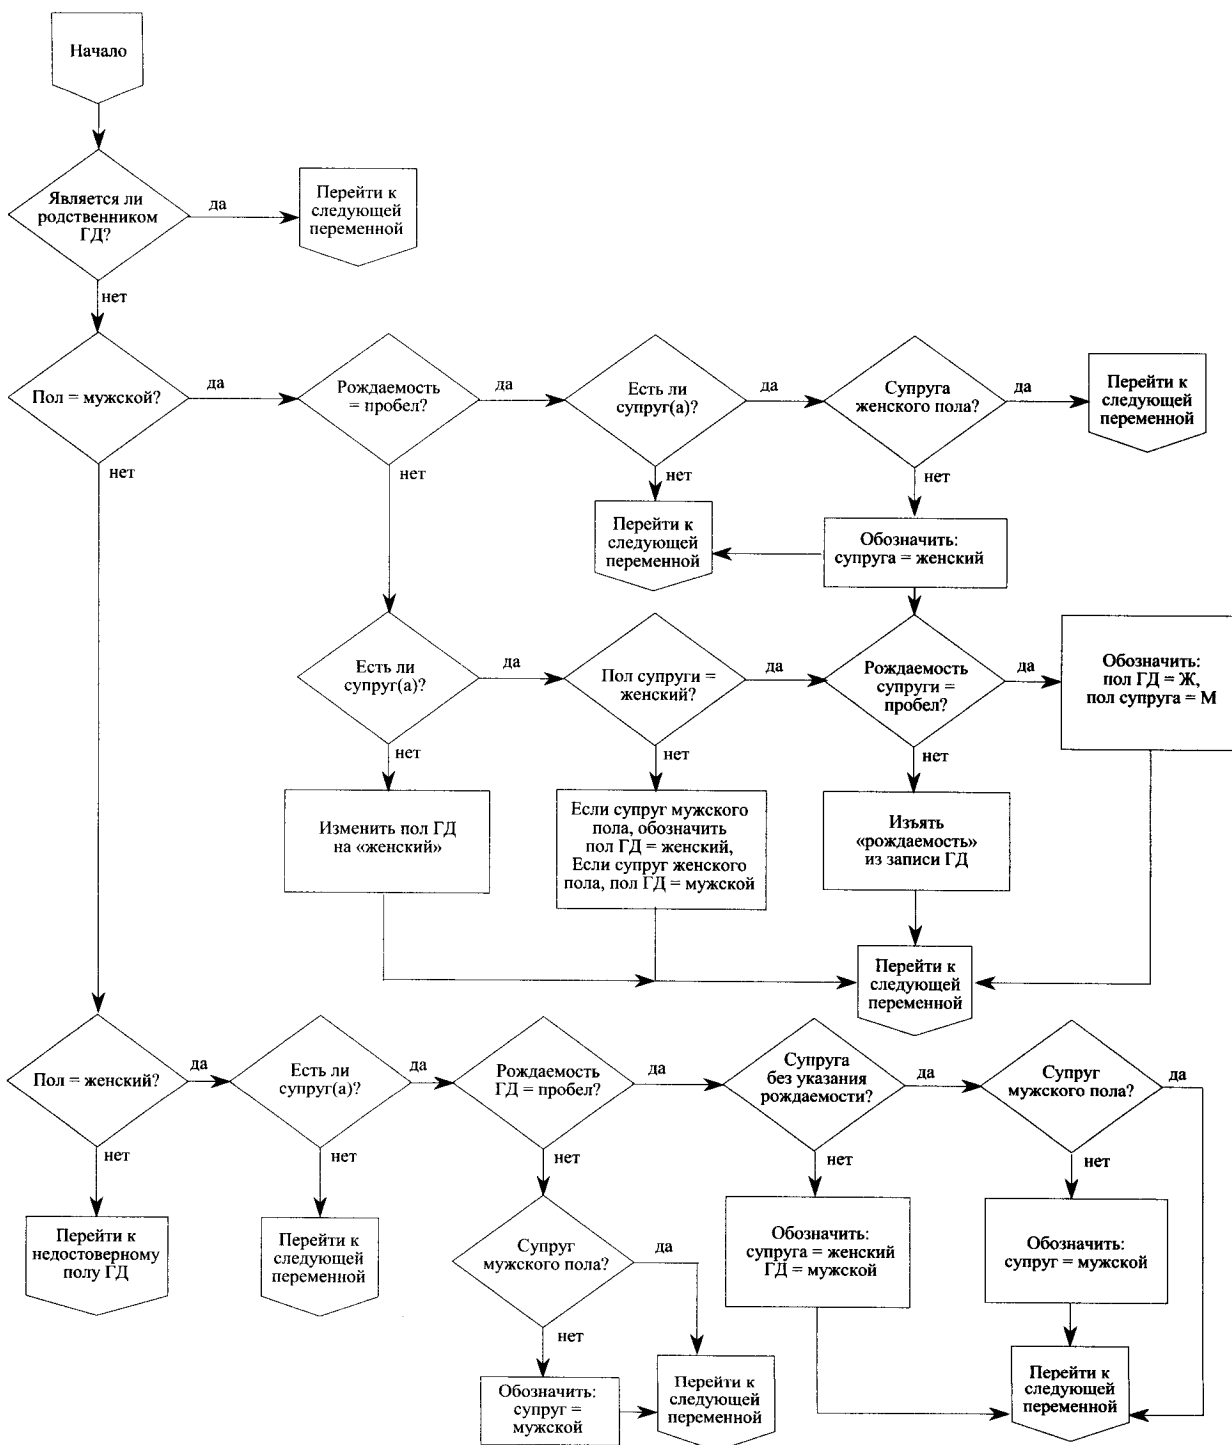 Начало
Является ли
родственником
ГД?
да
Перейти к
следующей
переменной
нет
Пол = мужской?
да
Рождаемость
= пробел?
да
Есть ли
супруг(а)?
да
Супруга
женского пола?
да
Перейти к
следующей
переменной
нет
нет
нет
нет
Перейти к
следующей
переменной
Обозначить:
супруга = женский
Есть ли
супруг(а)?
да
Пол супруги =
женский?
да
Рождаемость
супруги =
пробел?
да
Обозначить:
пол ГД = Ж,
пол супруга = М
нет
нет
нет
Изменить пол ГД
на «женский»
Если супруг мужского
пола, обозначить
пол ГД = женский,
Если супруг женского
пола, пол ГД = мужской
Изъять
«рождаемость»
из записи ГД
Перейти к
следующей
переменной
Пол = женский?
да
Есть ли
супруг(а)?
да
Рождаемость
ГД = пробел?
да
Супруга
без указания
рождаемости?
да
Супруг
мужского пола?
да
нет
нет
нет
нет
нет
Перейти к
недостоверному
полу ГД
Перейти к
следующей
переменной
Супруг
мужского пола?
да
Обозначить:
супруга = женский
ГД = мужской
Обозначить:
супруг = мужской
нет
Обозначить:
супруг =
мужской
Перейти к
следующей
переменной
Перейти к
следующей
переменной